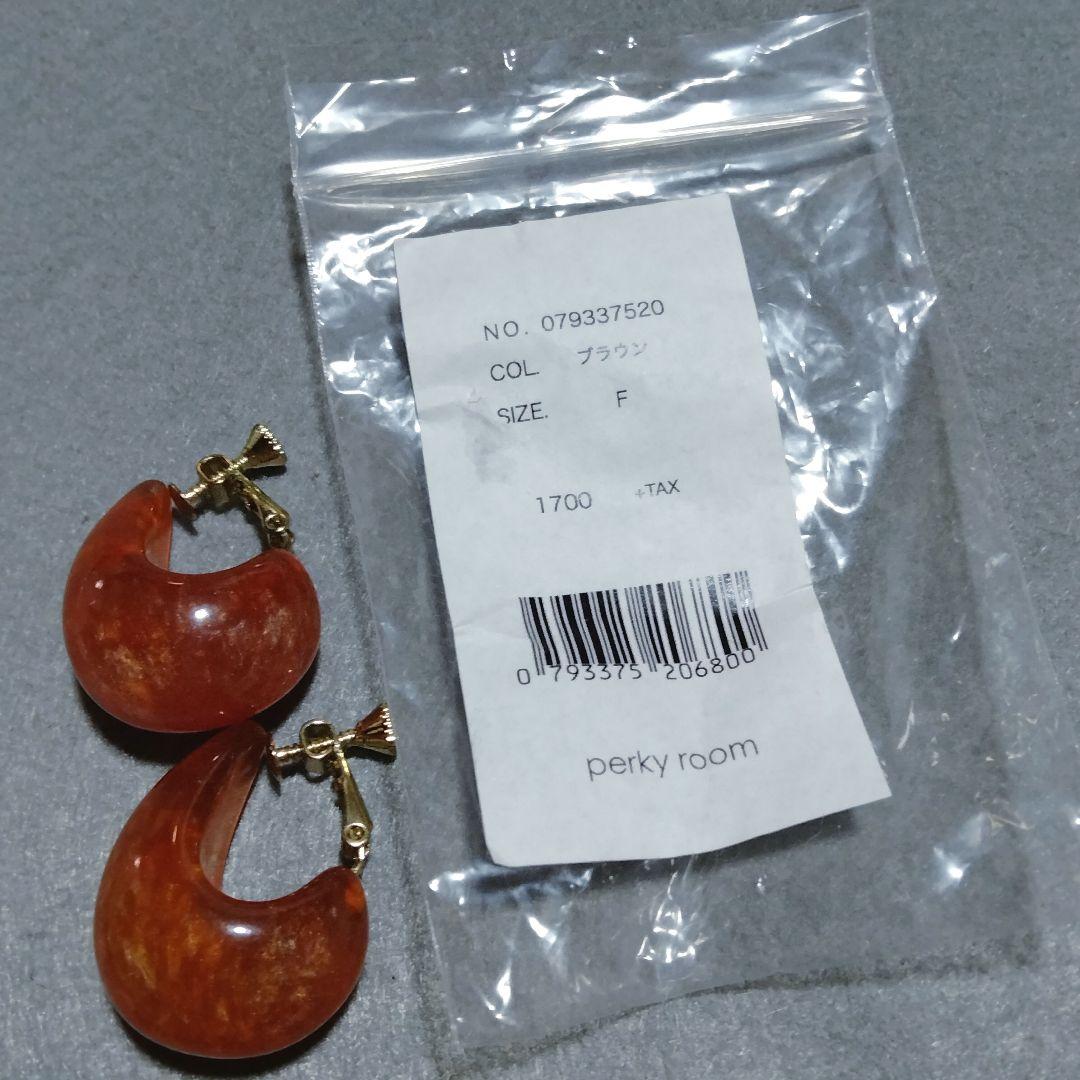 NO. 079337520
COL. ブラウン
SIZE. F
1700 +TAX
0 793375 206800
perky room